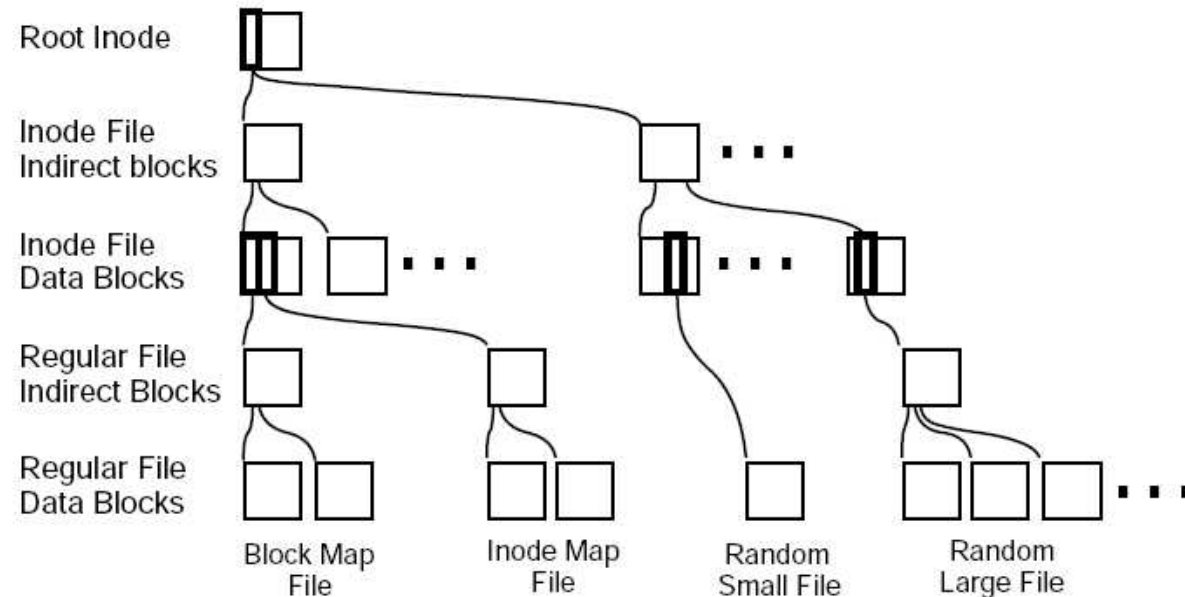 Root Inode
Inode File
Indirect blocks
Inode File
Data Blocks
Regular File
Indirect Blocks
Regular File
Data Blocks
Block Map
File
Inode Map
File
Random
Small File
Random
Large File